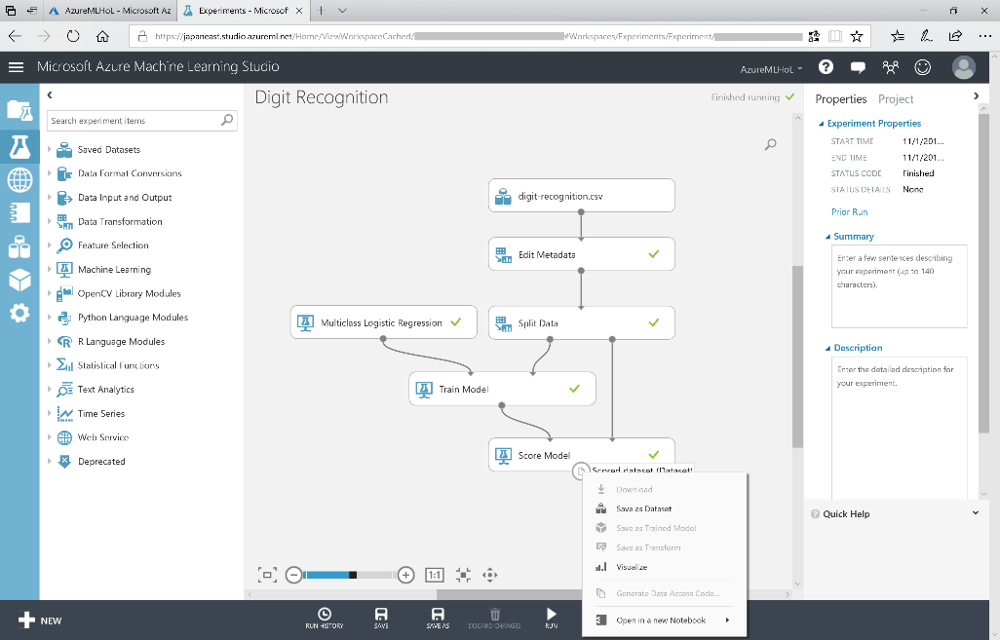 AzureMLHoL - Microsoft Az
Experiments - Microsof
https://japaneast.studio.azureml.net/Home/ViewWorkspaceCached/
#Workspaces/Experiments/Experiment/
Microsoft Azure Machine Learning Studio
AzureMLHoL
Search experiment items
Saved Datasets
Data Format Conversions
Data Input and Output
Data Transformation
Feature Selection
Machine Learning
OpenCV Library Modules
Python Language Modules
R Language Modules
Statistical Functions
Text Analytics
Time Series
Web Service
Deprecated
Digit Recognition
Finished running
digit-recognition.csv
Edit Metadata
Multiclass Logistic Regression
Split Data
Train Model
Score Model
Scored dataset (Dataset)
Download
Save as Dataset
Save as Trained Model
Save as Transform
Visualize
Generate Data Access Code...
Open in a new Notebook
1:1
Properties
Project
Experiment Properties
START TIME 11/1/201...
END TIME 11/1/201...
STATUS CODE Finished
STATUS DETAILS None
Prior Run
Summary
Enter a few sentences describing
your experiment (up to 140
characters).
Description
Enter the detailed description for
your experiment.
Quick Help
NEW
RUN HISTORY
SAVE
SAVE AS
DISCARD CHANGES
RUN